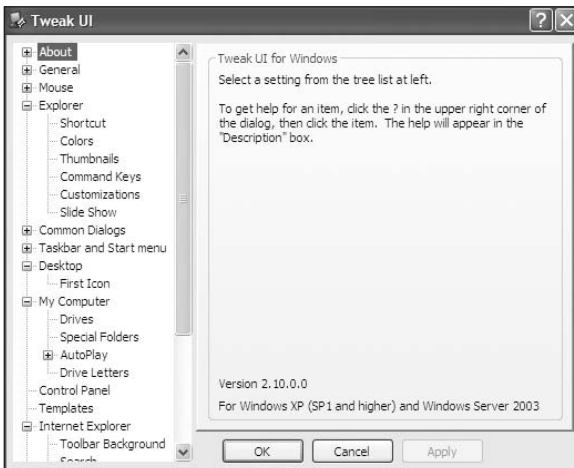 Tweak UI
About
General
Mouse
Explorer
Shortcut
Colors
Thumbnails
Command Keys
Customizations
Slide Show
Common Dialogs
Taskbar and Start menu
Desktop
First Icon
My Computer
Drives
Special Folders
AutoPlay
Drive Letters
Control Panel
Templates
Internet Explorer
Toolbar Background
Search
Tweak UI for Windows
Select a setting from the tree list at left.
To get help for an item, click the ? in the upper right corner of
the dialog, then click the item. The help will appear in the
"Description" box.
Version 2.10.0.0
For Windows XP (SP1 and higher) and Windows Server 2003
OK Cancel Apply